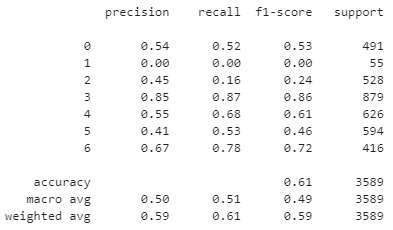 precision recall f1-score support
0 0.54 0.52 0.53 491
1 0.00 0.00 0.00 55
2 0.45 0.16 0.24 528
3 0.85 0.87 0.86 879
4 0.55 0.68 0.61 626
5 0.41 0.53 0.46 594
6 0.67 0.78 0.72 416
accuracy 0.61 3589
macro avg 0.50 0.51 0.49 3589
weighted avg 0.59 0.61 0.59 3589